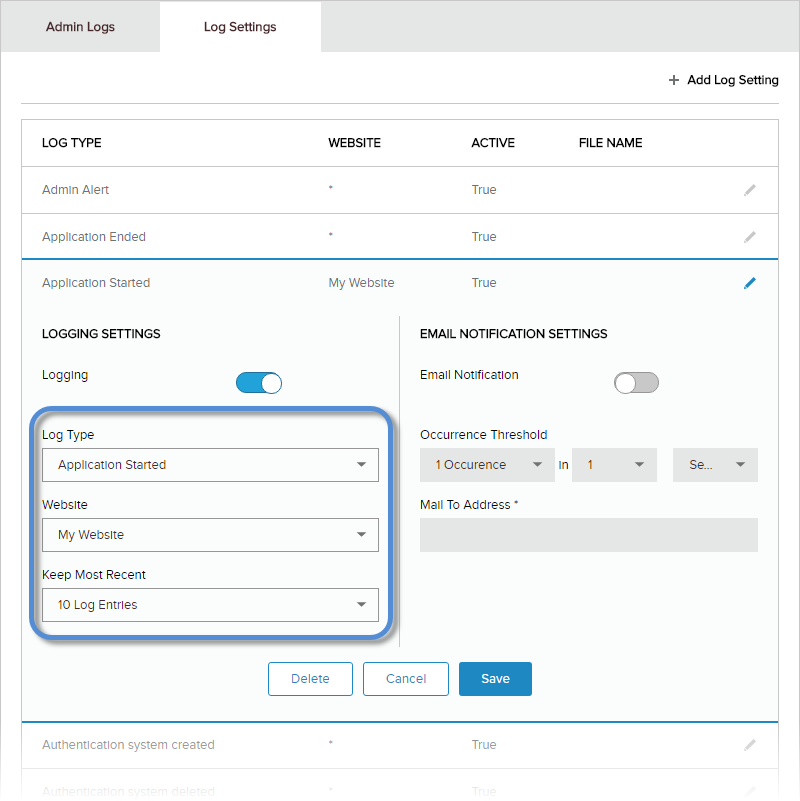 Admin Logs Log Settings
+ Add Log Setting
LOG TYPE WEBSITE ACTIVE FILE NAME
Admin Alert * True
Application Ended * True
Application Started My Website True
LOGGING SETTINGS EMAIL NOTIFICATION SETTINGS
Logging Email Notification
Log Type Occurrence Threshold
Application Started 1 Occurence In 1 Se...
Website Mail To Address *
My Website
Keep Most Recent
10 Log Entries
Delete Cancel Save
Authentication system created * True
Authentication system deleted * True